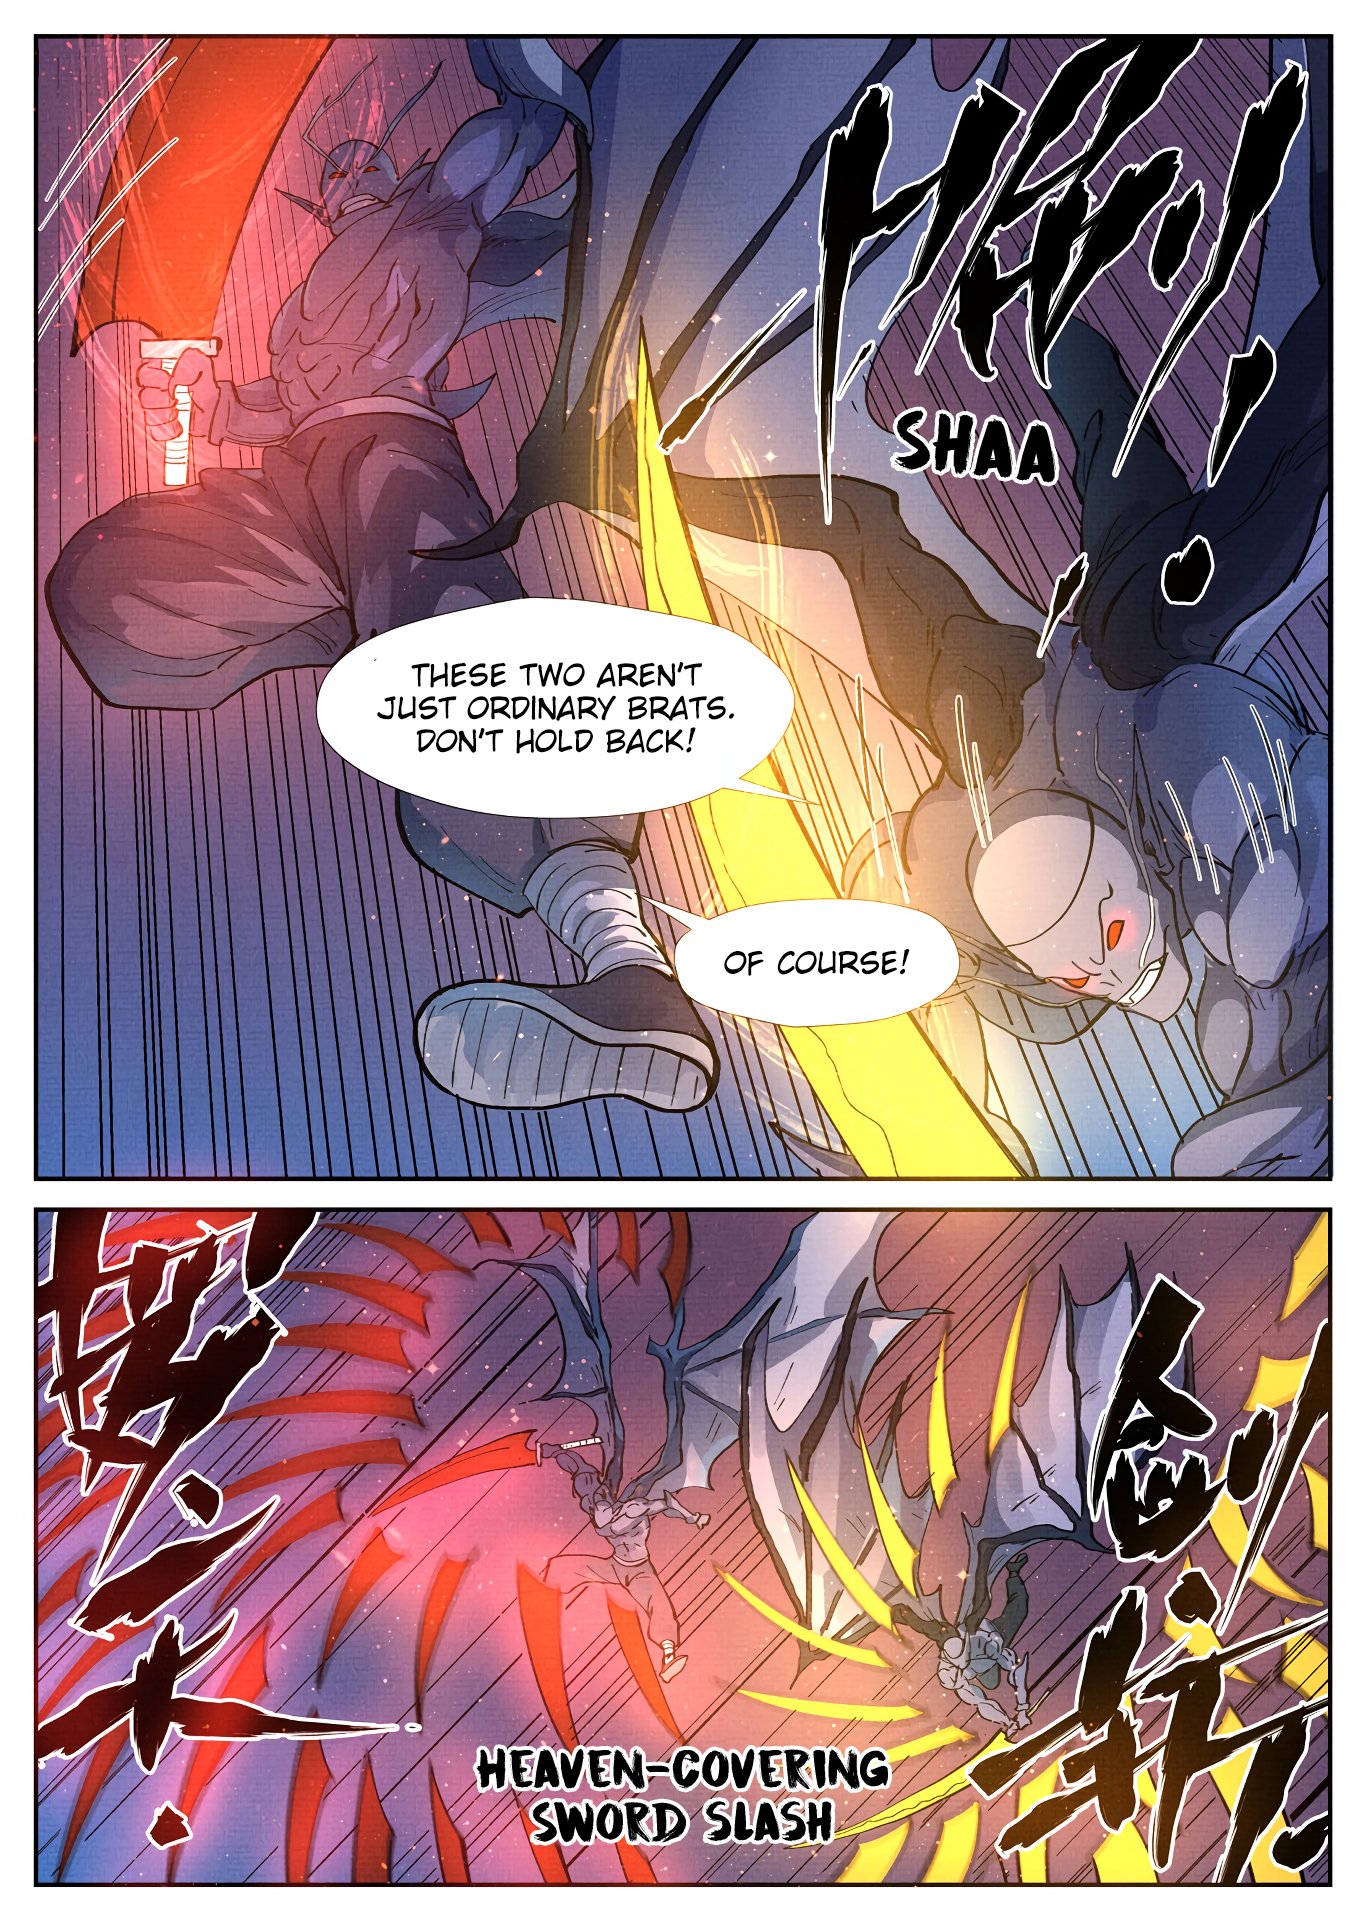 SHAA
THESE TWO AREN'T
JUST ORDINARY BRATS.
DON'T HOLD BACK!
OF COURSE!
HEAVEN-COVERING
SWORD SLASH